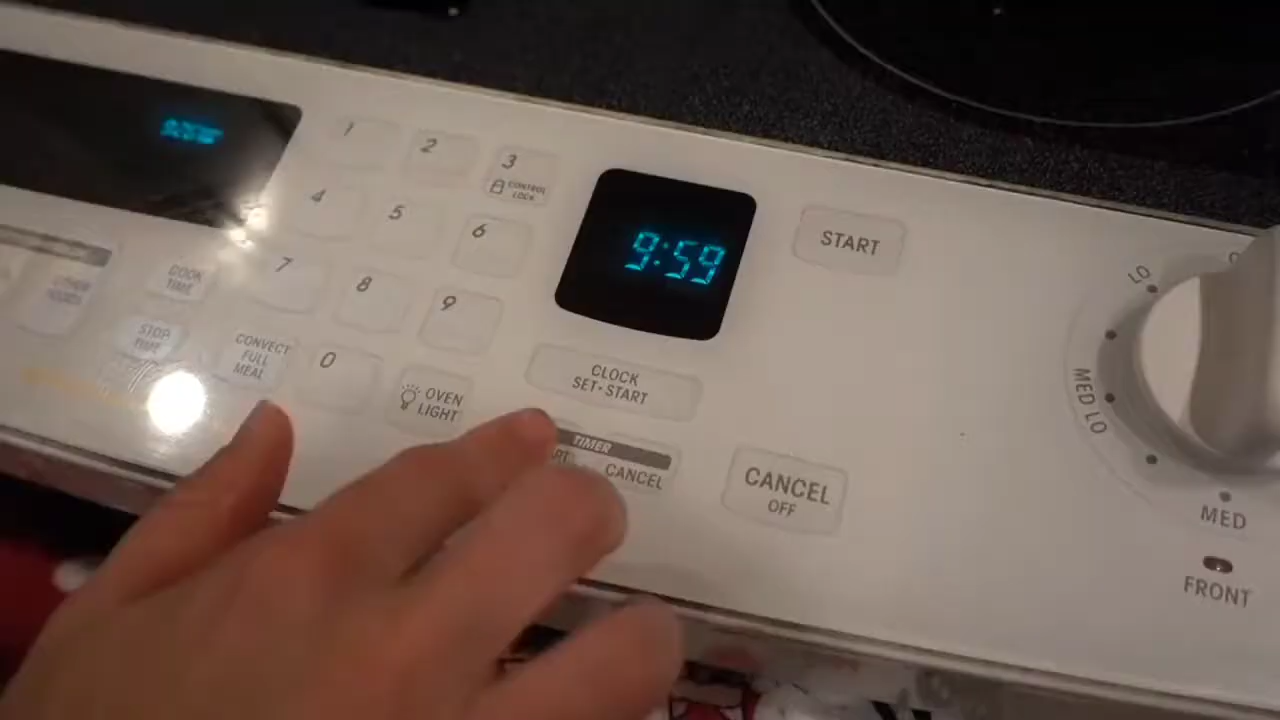 1
2
3
CONTROL
LOCK
4
5
6
7
8
9
0
COOK
TIME
STOP
TIME
CONVECT
FULL
MEAL
OVEN
LIGHT
9:59
START
CLOCK
SET•START
TIMER
CANCEL
CANCEL
OFF
LO
MED LO
MED
FRONT